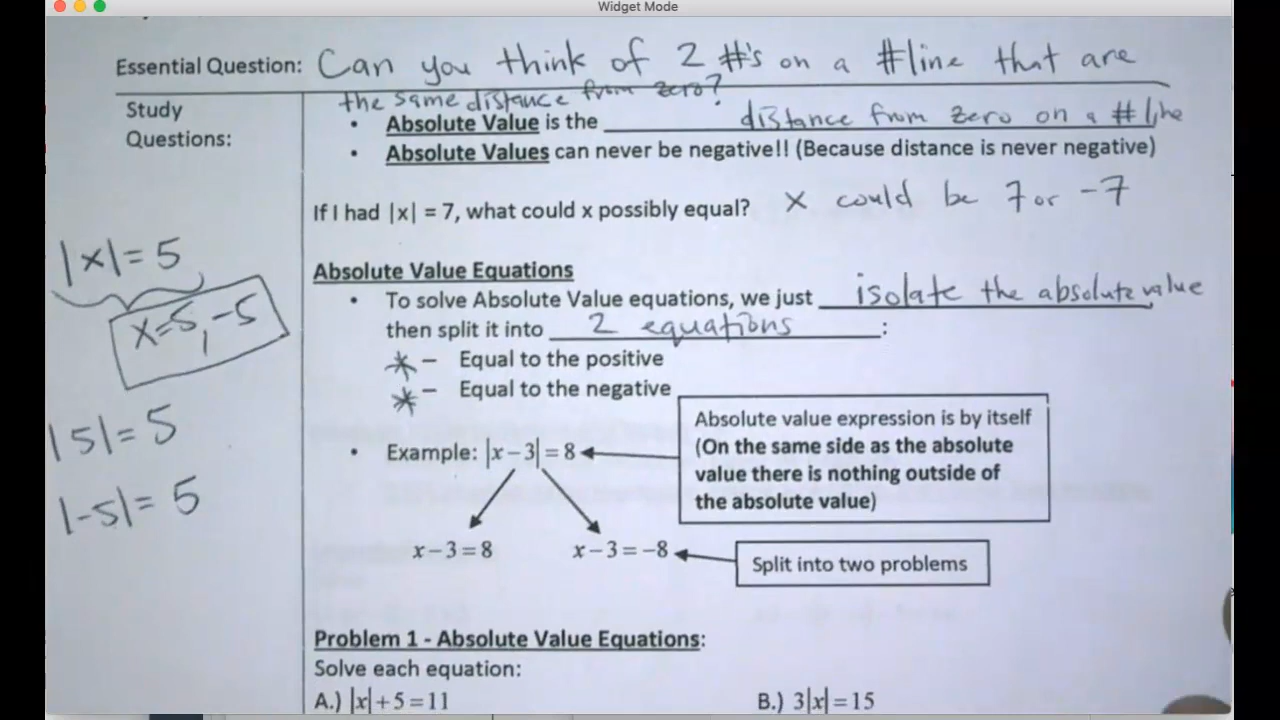 Widget Mode
Essential Question: Can you think of 2 #'s on a #line that are
the same distance from zero?
Study
Questions:
• Absolute Value is the distance from zero on a # line
• Absolute Values can never be negative!! (Because distance is never negative)
If I had |x| = 7, what could x possibly equal? x could be 7 or -7
|x|= 5
x=5, -5
|5|= 5
|-5|= 5
Absolute Value Equations
• To solve Absolute Value equations, we just isolate the absolute value
then split it into 2 equations :
* – Equal to the positive
* – Equal to the negative
• Example: |x − 3| = 8
Absolute value expression is by itself
(On the same side as the absolute
value there is nothing outside of
the absolute value)
x − 3 = 8 x − 3 = −8
Split into two problems
Problem 1 - Absolute Value Equations:
Solve each equation:
A.) |x| + 5 = 11 B.) 3|x| = 15